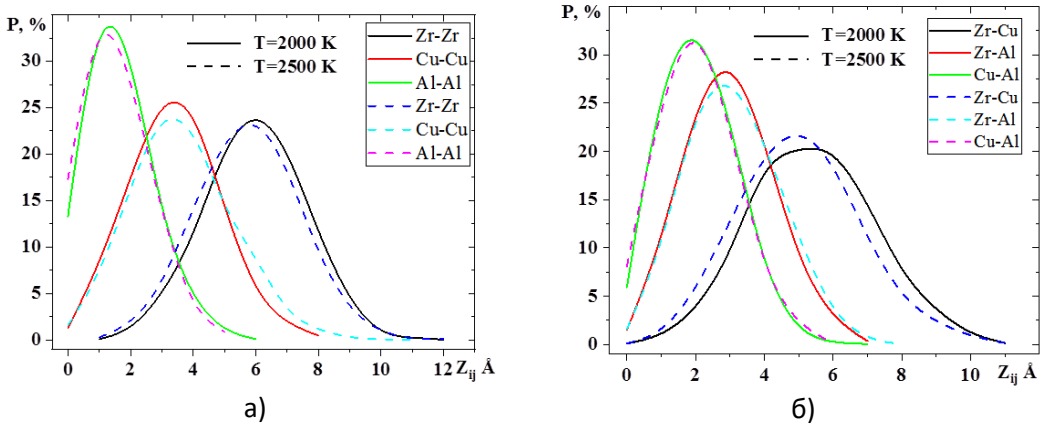 P, %
T=2000 K
T=2500 K
Zr-Zr
Cu-Cu
Al-Al
Zr-Zr
Cu-Cu
Al-Al
35
30
25
20
15
10
5
0
0 2 4 6 8 10 12
Zij Å
а)
P, %
T=2000 K
T=2500 K
Zr-Cu
Zr-Al
Cu-Al
Zr-Cu
Zr-Al
Cu-Al
30
25
20
15
10
5
0
0 2 4 6 8 10
Zij Å
б)